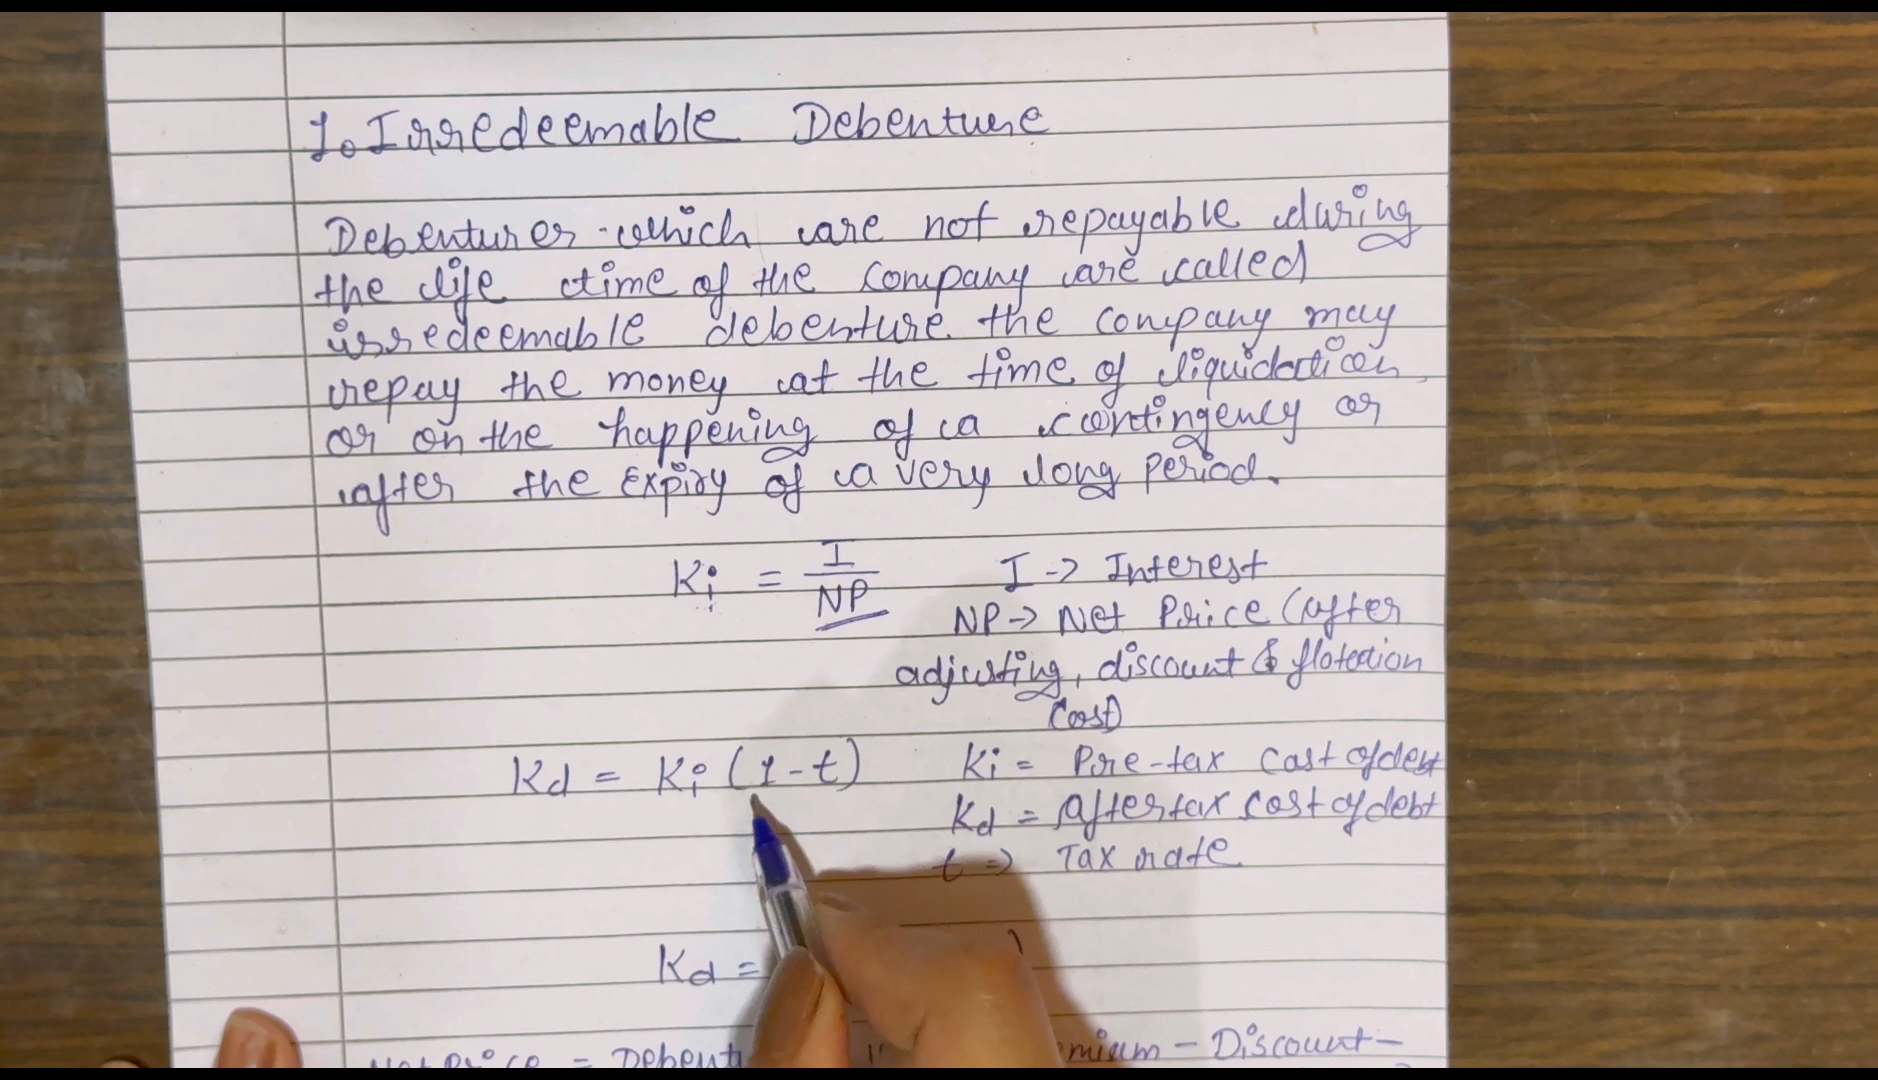 1. Irredeemable Debenture
Debentures which are not repayable during
the life time of the company are called
irredeemable debenture. the company may
repay the money at the time of liquidation
or on the happening of a contingency or
after the expiry of a very long period.
Ki = I / NP I -> Interest
NP -> Net Price (after
adjusting, discount & flotation
cost)
Kd = Ki (1-t) Ki = Pre-tax cost of debt
Kd = After tax cost of debt
t => Tax rate
Kd =
= Debent mium - Discount -